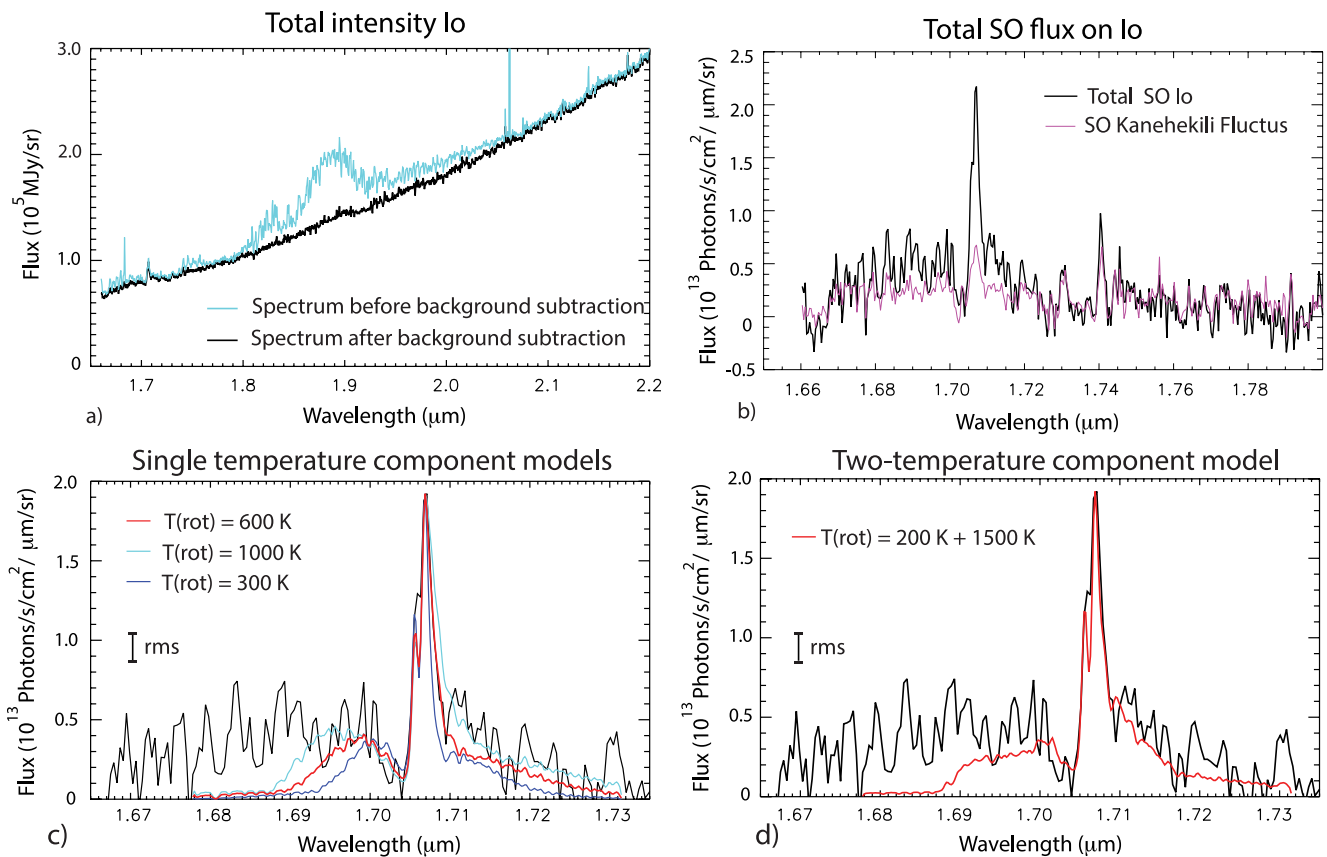 Total intensity Io
3.0
2.0
1.0
0
Flux (10^5 MJy/sr)
Spectrum before background subtraction
Spectrum after background subtraction
1.7 1.8 1.9 2.0 2.1 2.2
Wavelength (μm)
a)
Total SO flux on Io
2.5
2.0
1.5
1.0
0.5
0
-0.5
Flux (10^13 Photons/s/cm^2/ μm/sr)
Total SO Io
SO Kanehekili Fluctus
1.66 1.68 1.70 1.72 1.74 1.76 1.78
Wavelength (μm)
b)
Single temperature component models
2.0
1.5
1.0
0.5
0
Flux (10^13 Photons/s/cm^2/ μm/sr)
T(rot) = 600 K
T(rot) = 1000 K
T(rot) = 300 K
rms
1.67 1.68 1.69 1.70 1.71 1.72 1.73
Wavelength (μm)
c)
Two-temperature component model
2.0
1.5
1.0
0.5
0
Flux (10^13 Photons/s/cm^2/ μm/sr)
T(rot) = 200 K + 1500 K
rms
1.67 1.68 1.69 1.70 1.71 1.72 1.73
Wavelength (μm)
d)